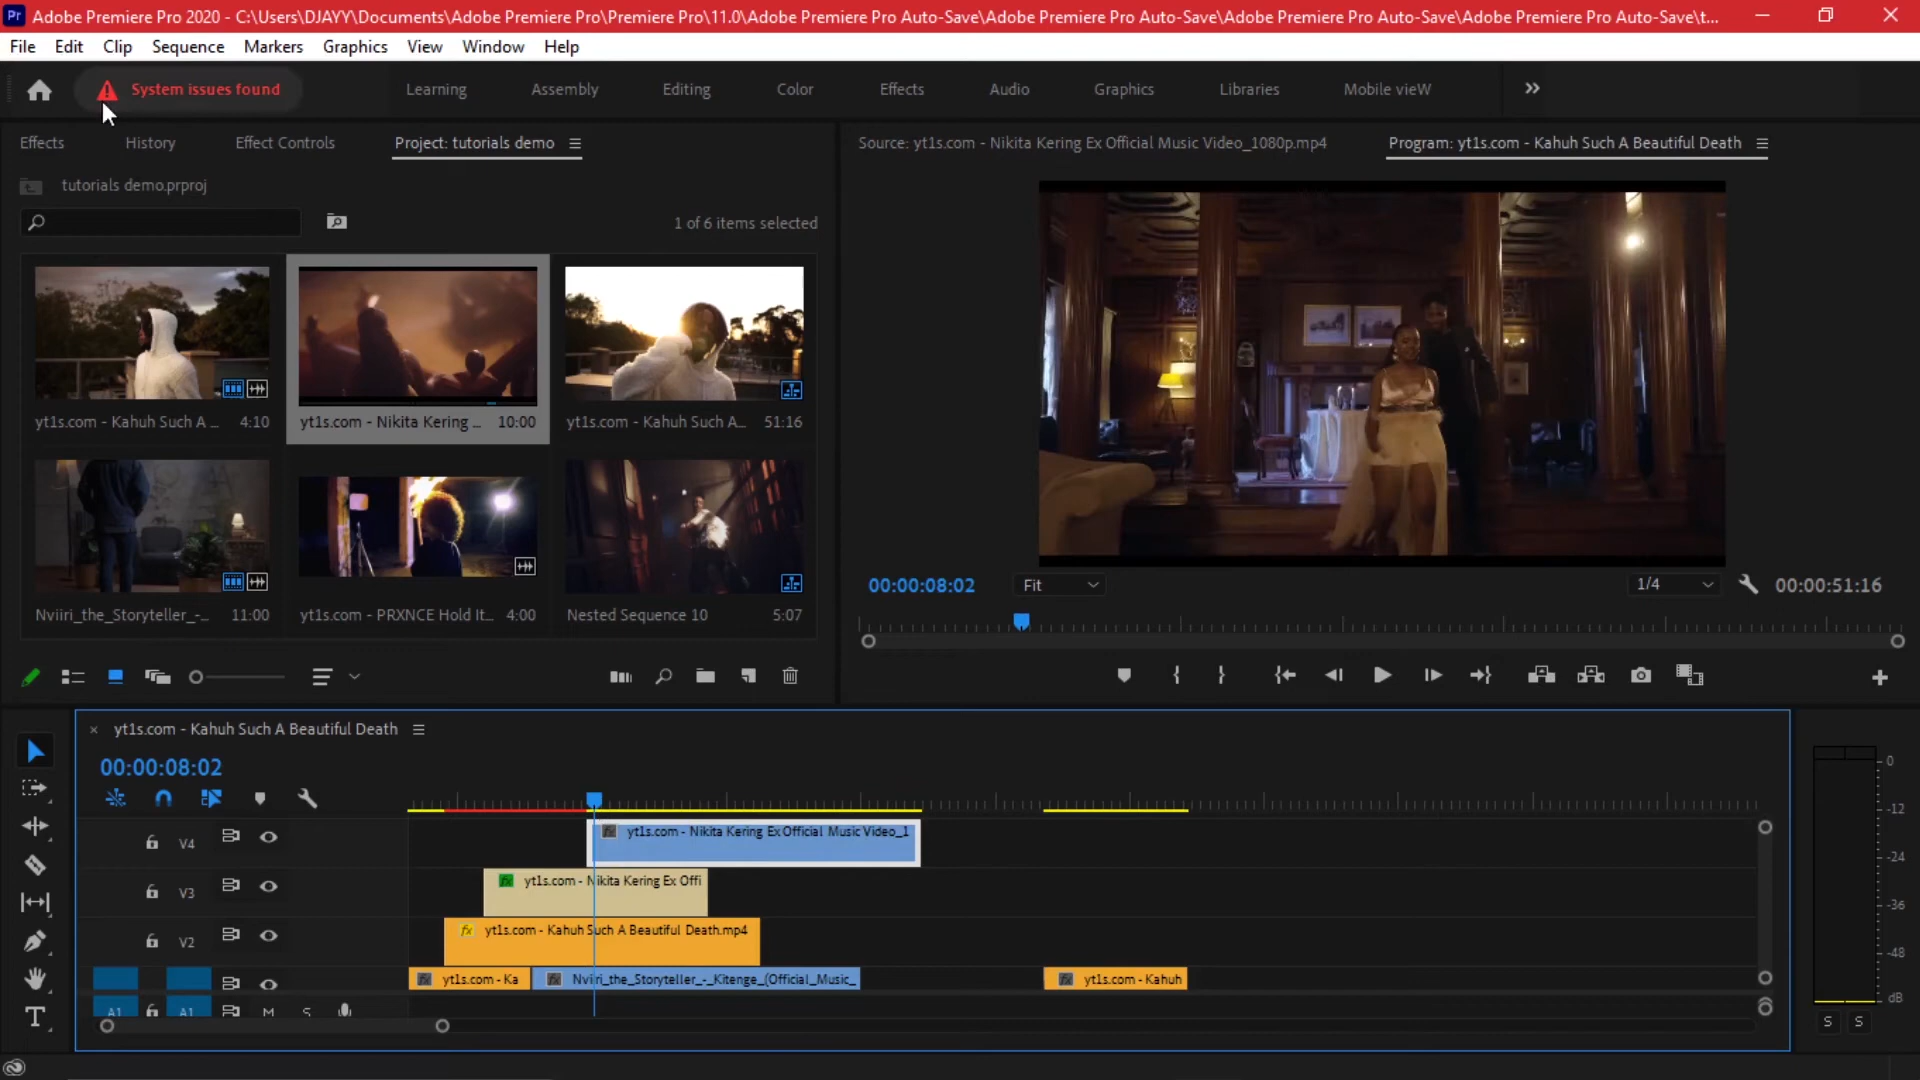 Pr Adobe Premiere Pro 2020 - C:\Users\DJAYY\Documents\Adobe Premiere Pro\Premiere Pro\11.0\Adobe Premiere Pro Auto-Save\Adobe Premiere Pro Auto-Save\Adobe Premiere Pro Auto-Save\Adobe Premiere Pro Auto-Save\t...
File Edit Clip Sequence Markers Graphics View Window Help
System issues found Learning Assembly Editing Color Effects Audio Graphics Libraries Mobile vieW
Effects History Effect Controls Project: tutorials demo
Source: yt1s.com - Nikita Kering Ex Official Music Video_1080p.mp4 Program: yt1s.com - Kahuh Such A Beautiful Death
tutorials demo.prproj
1 of 6 items selected
yt1s.com - Kahuh Such A ... 4:10 yt1s.com - Nikita Kering ... 10:00 yt1s.com - Kahuh Such A... 51:16
Nviiri_the_Storyteller_-... 11:00 yt1s.com - PRXNCE Hold It... 4:00 Nested Sequence 10 5:07
00:00:08:02 Fit 1/4 00:00:51:16
yt1s.com - Kahuh Such A Beautiful Death
00:00:08:02
V4 fx yt1s.com - Nikita Kering Ex Official Music Video_1
V3 fx yt1s.com - Nikita Kering Ex Offi
V2 fx yt1s.com - Kahuh Such A Beautiful Death.mp4
fx yt1s.com - Ka fx Nviiri_the_Storyteller_-_Kitenge_(Official_Music_ fx yt1s.com - Kahuh
A1 A1 M S
T
0
-12
-24
-36
-48
dB
S S